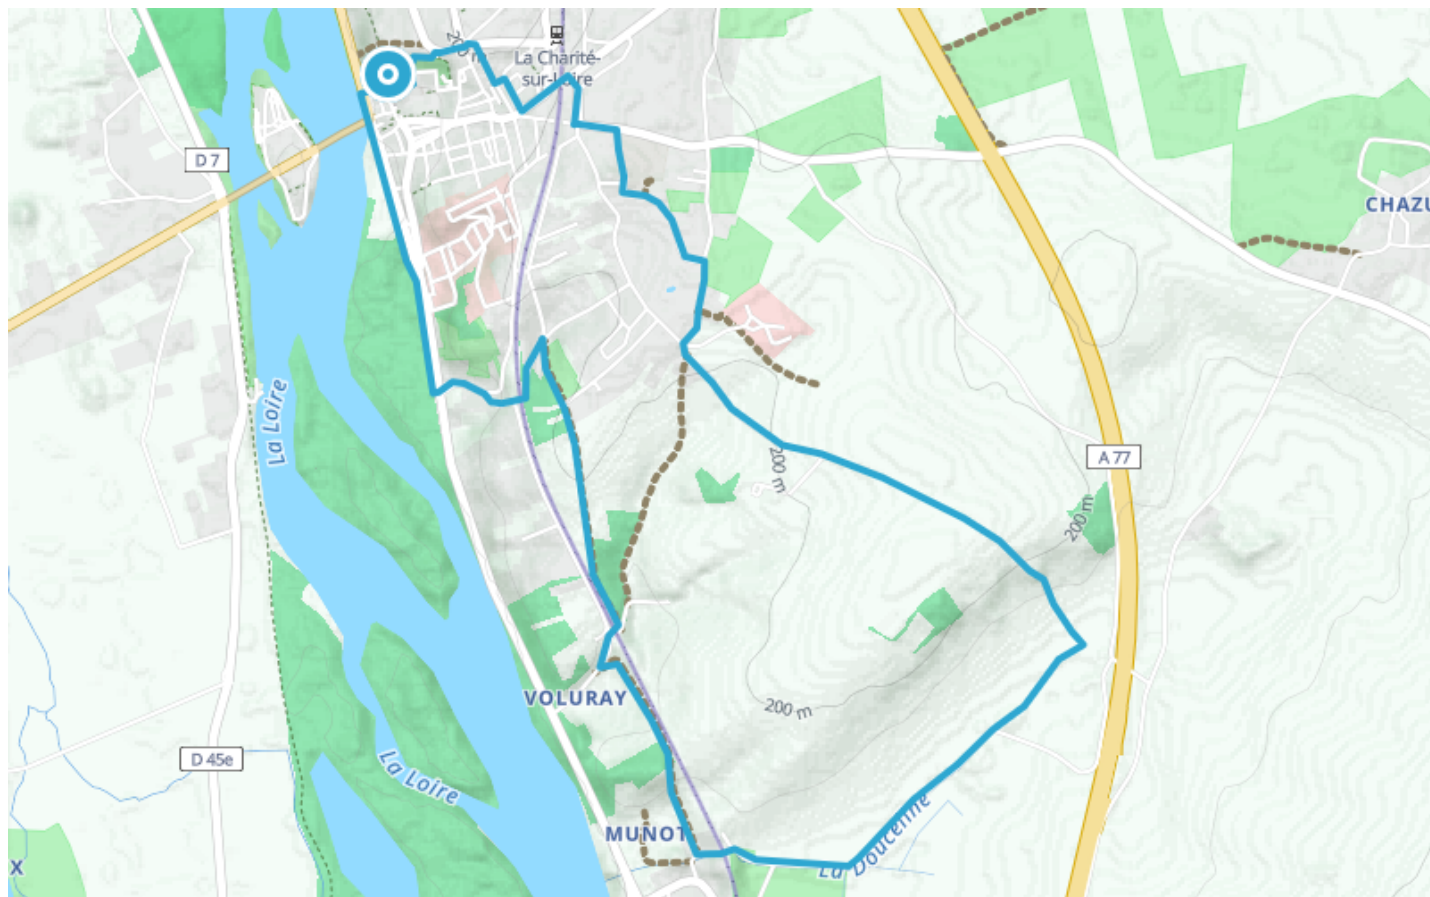 200 m
La Charité-
sur-Loire
D 7
CHAZU
La Loire
A 77
200 m
200 m
VOLURAY
200 m
D 45e
La Loire
MUNOT
La Doucenne
X